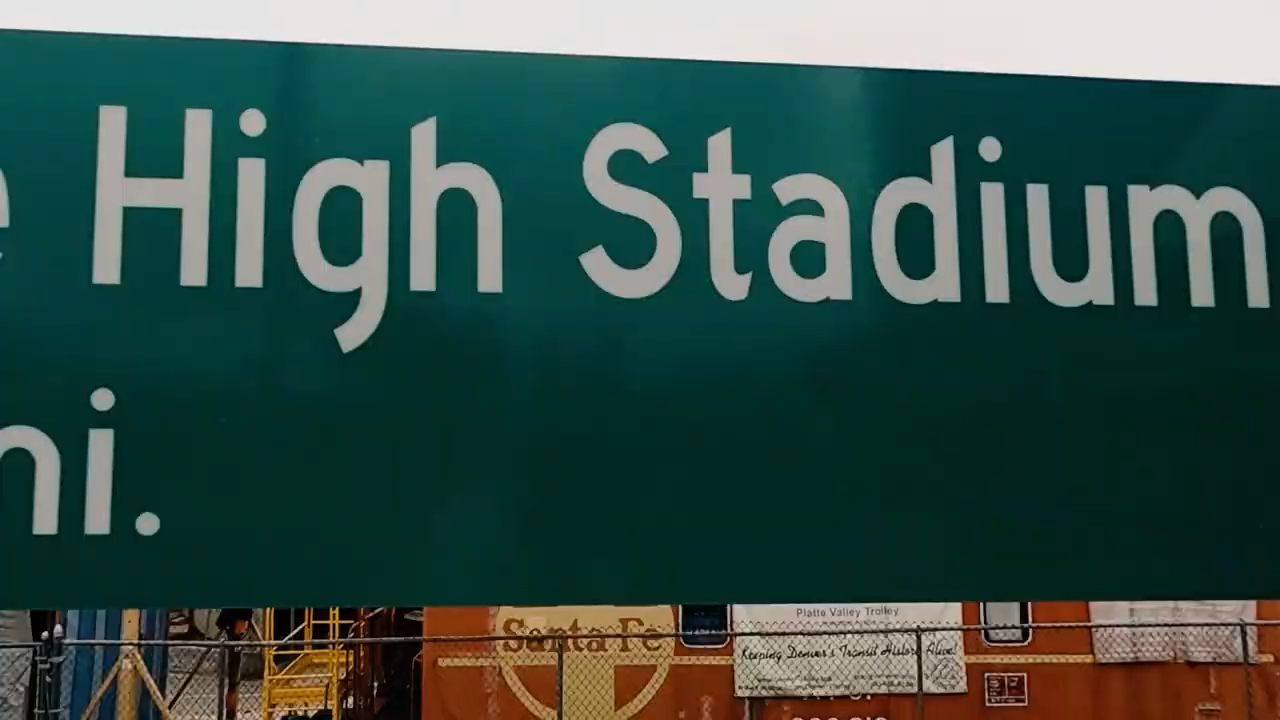 e High Stadium
mi.
Santa Fe
Platte Valley Trolley
Keeping Denver's Transit History Alive!